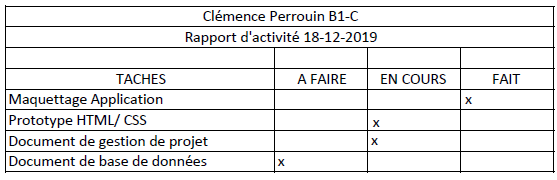 Clémence Perrouin B1-C
Rapport d'activité 18-12-2019
TACHES A FAIRE EN COURS FAIT
Maquettage Application x
Prototype HTML/ CSS x
Document de gestion de projet x
Document de base de données x